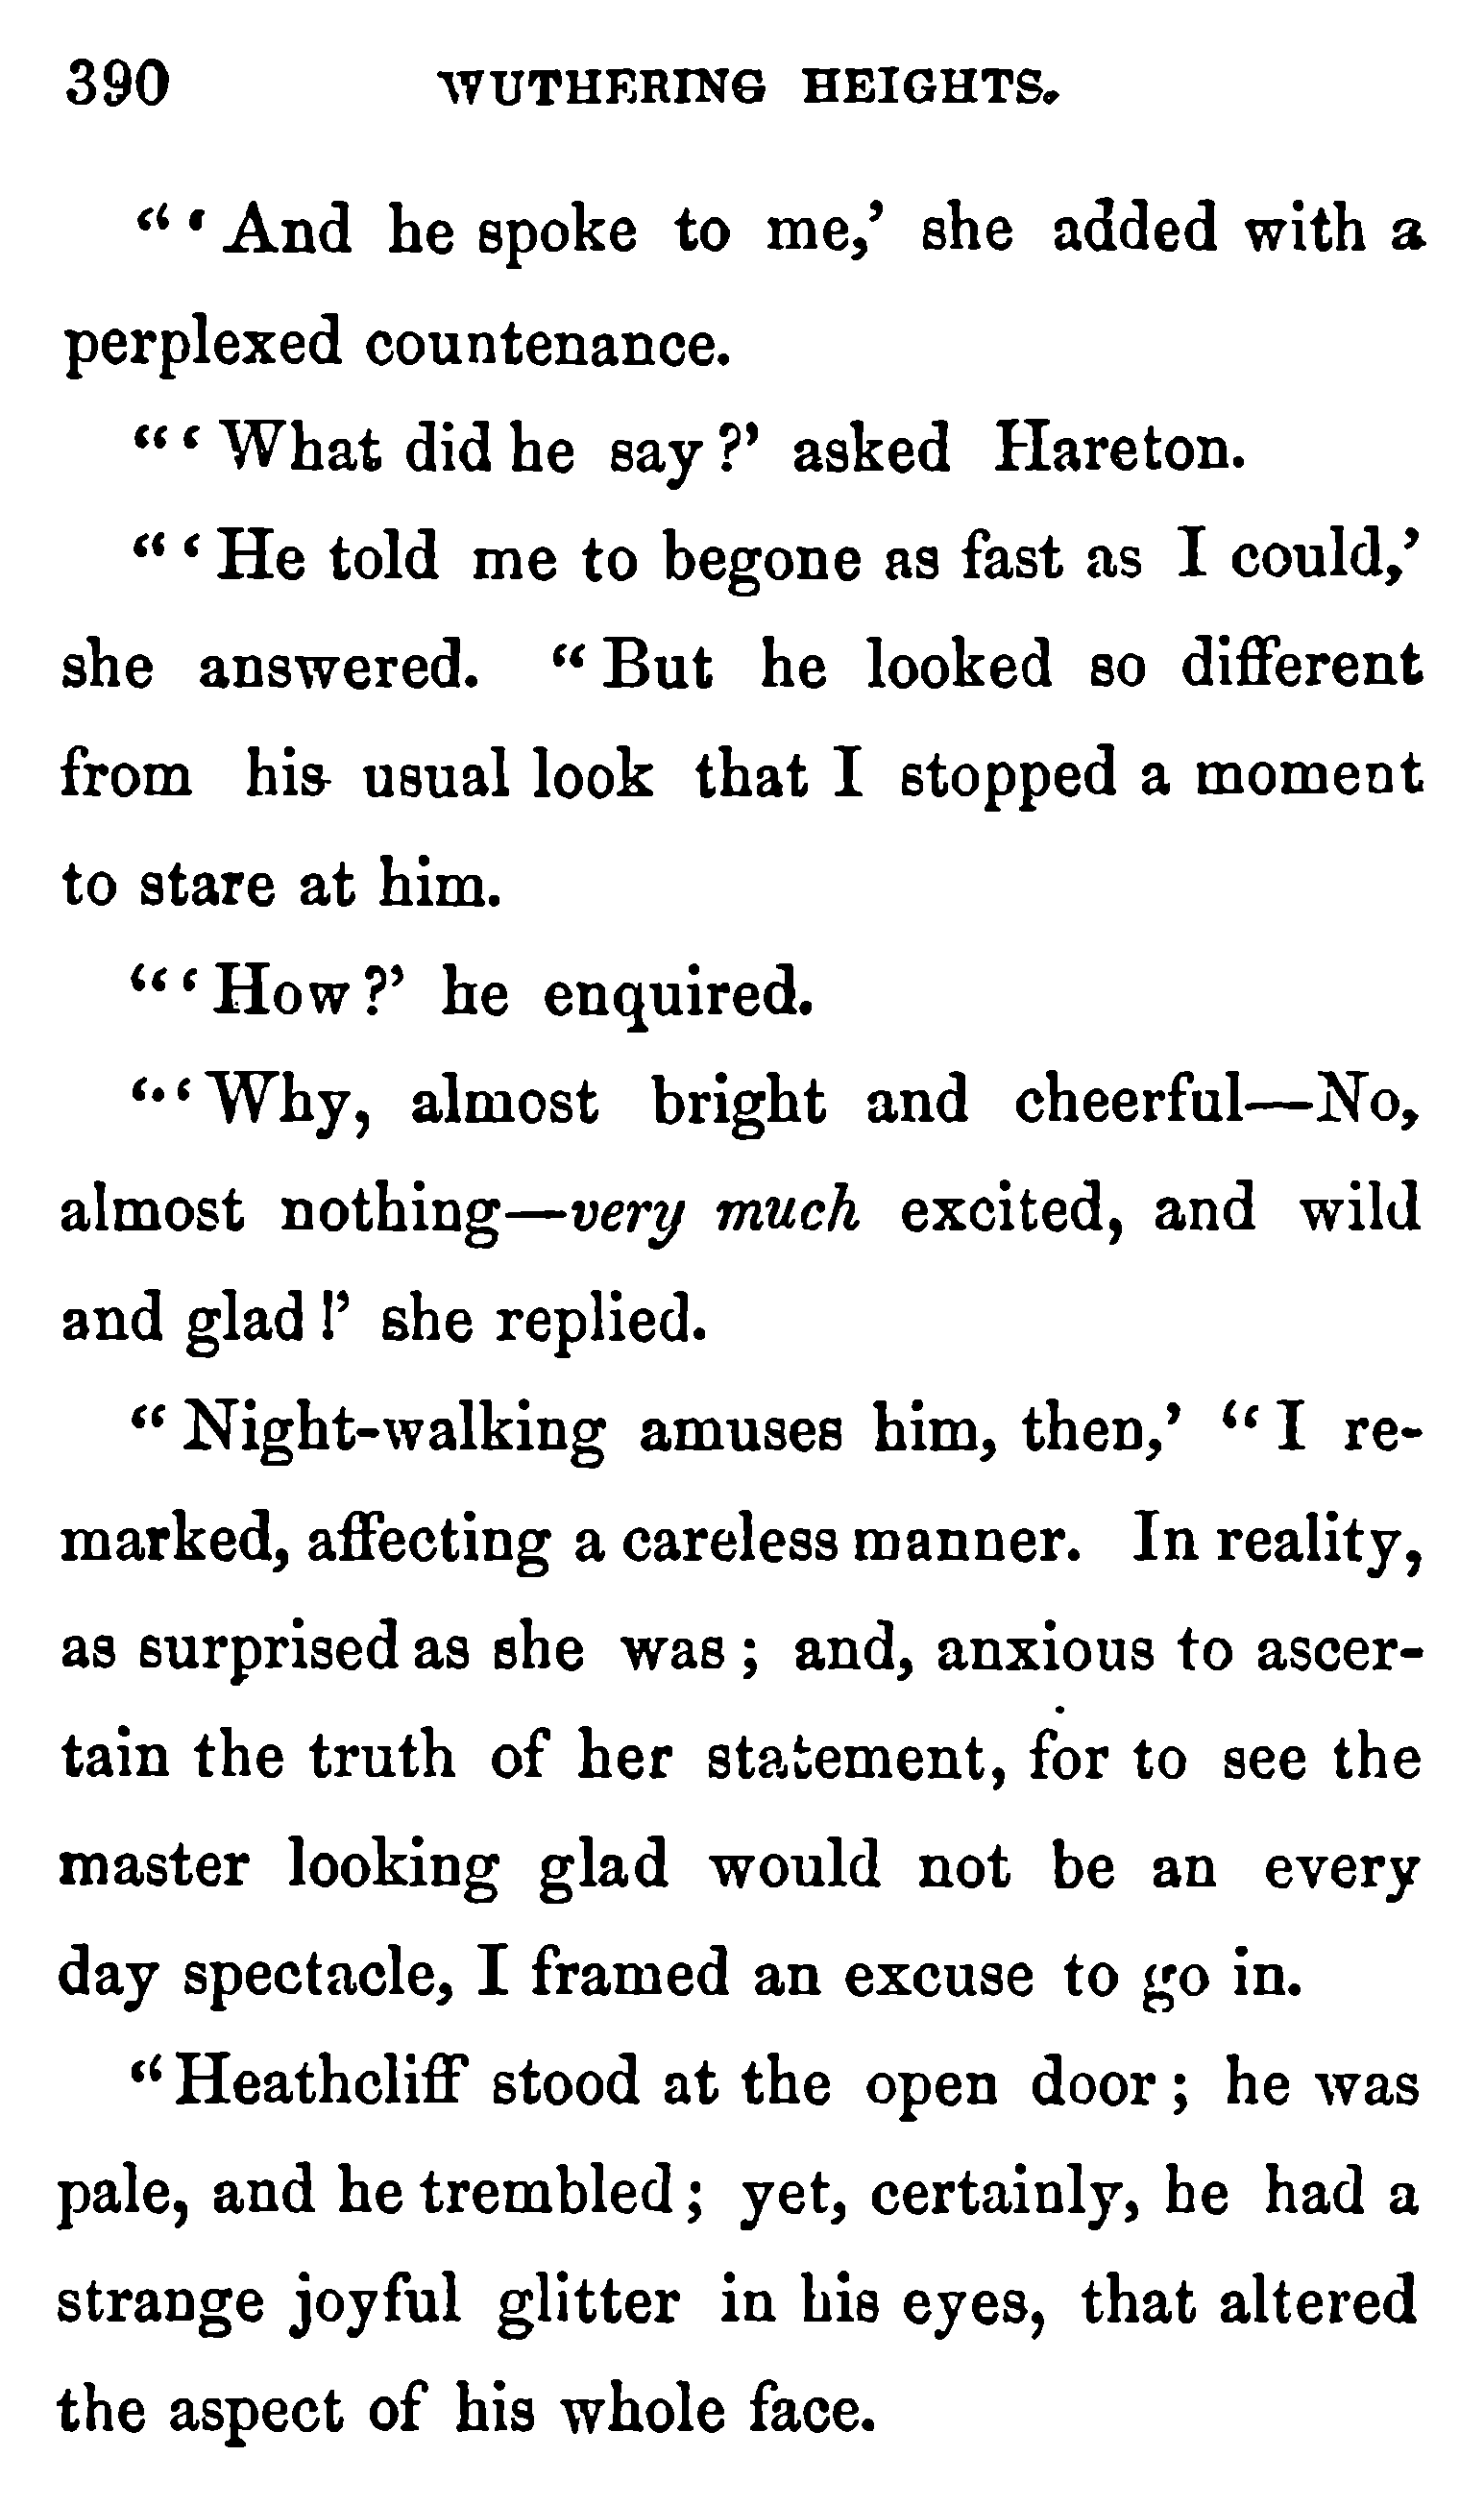 390 WUTHERING HEIGHTS.
“ ‘ And he spoke to me,’ she added with a
perplexed countenance.
“ ‘ What did he say ?’ asked Hareton.
“ ‘ He told me to begone as fast as I could,’
she answered. “ But he looked so different
from his usual look that I stopped a moment
to stare at him.
“ ‘ How ?’ he enquired.
“ ‘ Why, almost bright and cheerful—No,
almost nothing—very much excited, and wild
and glad !’ she replied.
“ Night-walking amuses him, then,’ “ I re-
marked, affecting a careless manner. In reality,
as surprised as she was ; and, anxious to ascer-
tain the truth of her statement, for to see the
master looking glad would not be an every
day spectacle, I framed an excuse to go in.
“ Heathcliff stood at the open door ; he was
pale, and he trembled ; yet, certainly, he had a
strange joyful glitter in his eyes, that altered
the aspect of his whole face.